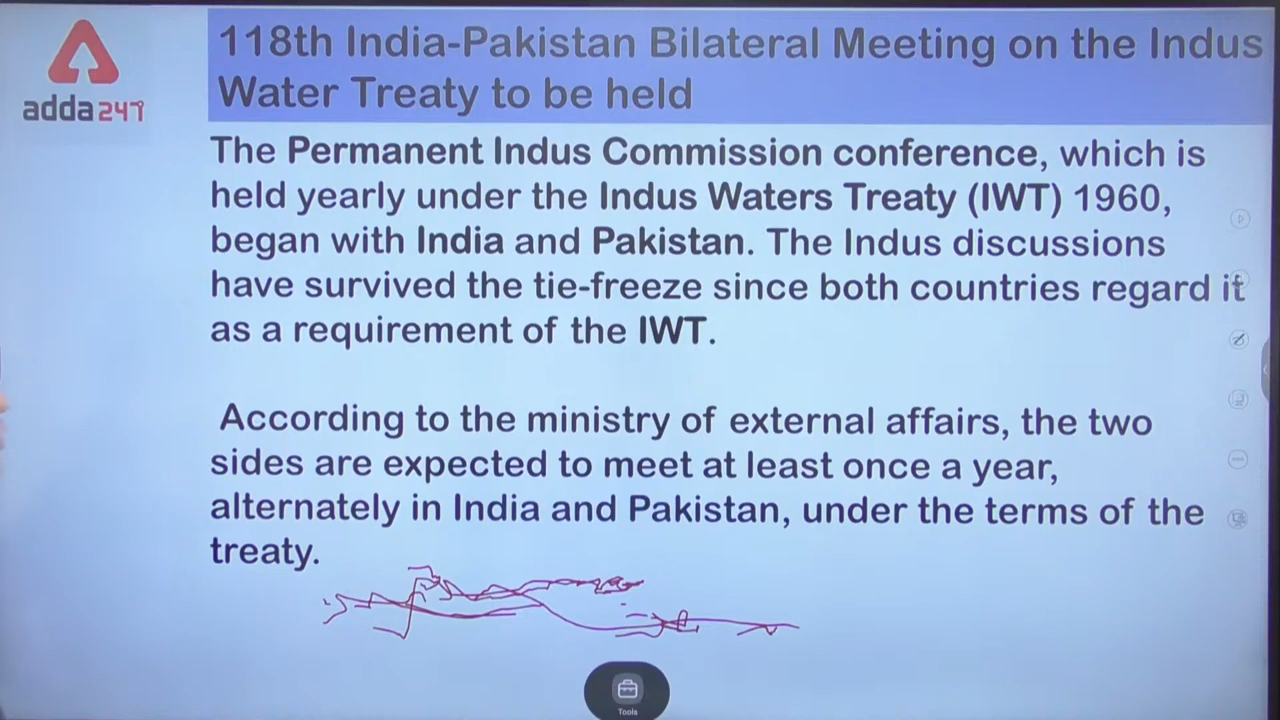 adda247
118th India-Pakistan Bilateral Meeting on the Indus
Water Treaty to be held
The Permanent Indus Commission conference, which is
held yearly under the Indus Waters Treaty (IWT) 1960,
began with India and Pakistan. The Indus discussions
have survived the tie-freeze since both countries regard it
as a requirement of the IWT.
According to the ministry of external affairs, the two
sides are expected to meet at least once a year,
alternately in India and Pakistan, under the terms of the
treaty.
Tools